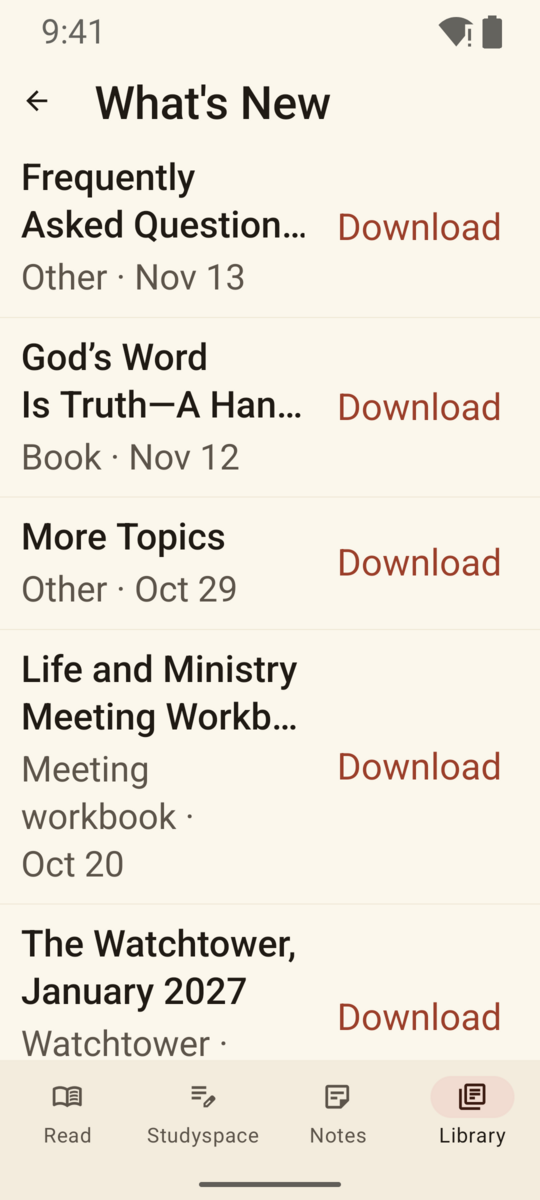 9:41
What's New
Frequently
Asked Question...
Download
Other · Nov 13
God’s Word
Is Truth—A Han...
Download
Book · Nov 12
More Topics
Download
Other · Oct 29
Life and Ministry
Meeting Workb...
Meeting
Download
workbook ·
Oct 20
The Watchtower,
January 2027
Download
Watchtower ·
Read
Studyspace
Notes
Library